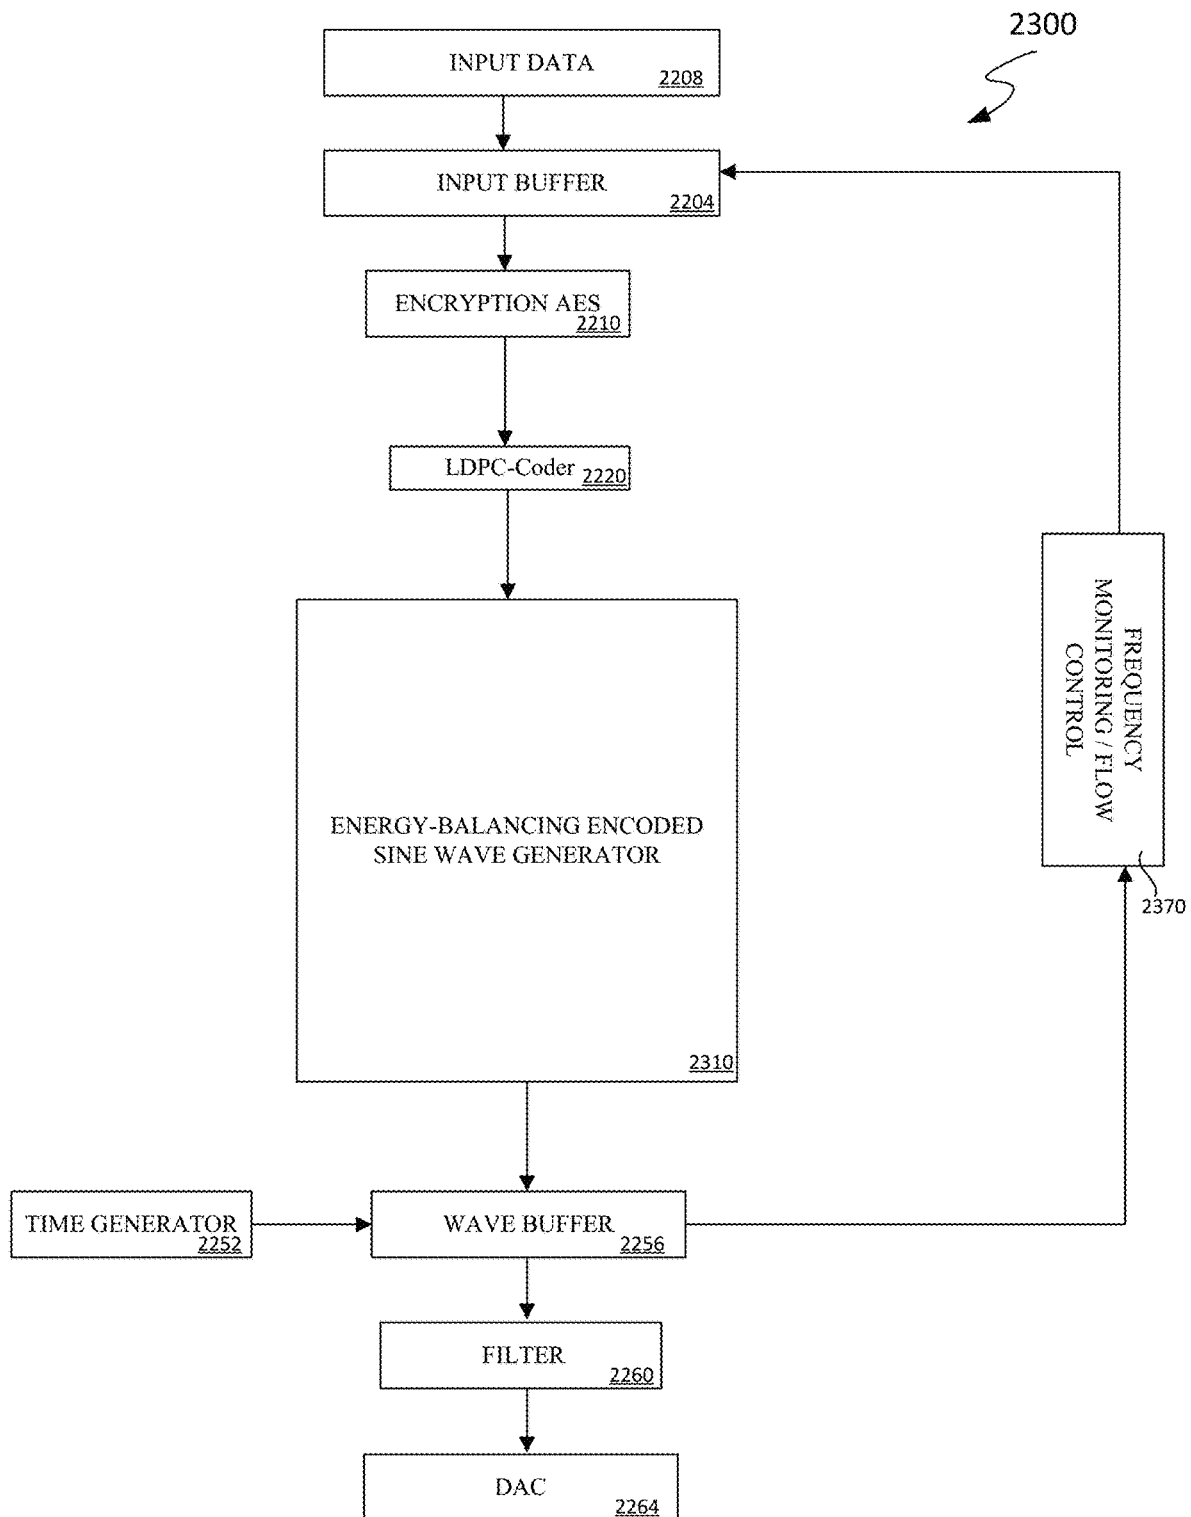 2300
INPUT DATA
2208
INPUT BUFFER
2204
ENCRYPTION AES
2210
LDPC-Coder
2220
FREQUENCY
MONITORING / FLOW
CONTROL
2370
ENERGY-BALANCING ENCODED
SINE WAVE GENERATOR
2310
TIME GENERATOR
2252
WAVE BUFFER
2256
FILTER
2260
DAC
2264